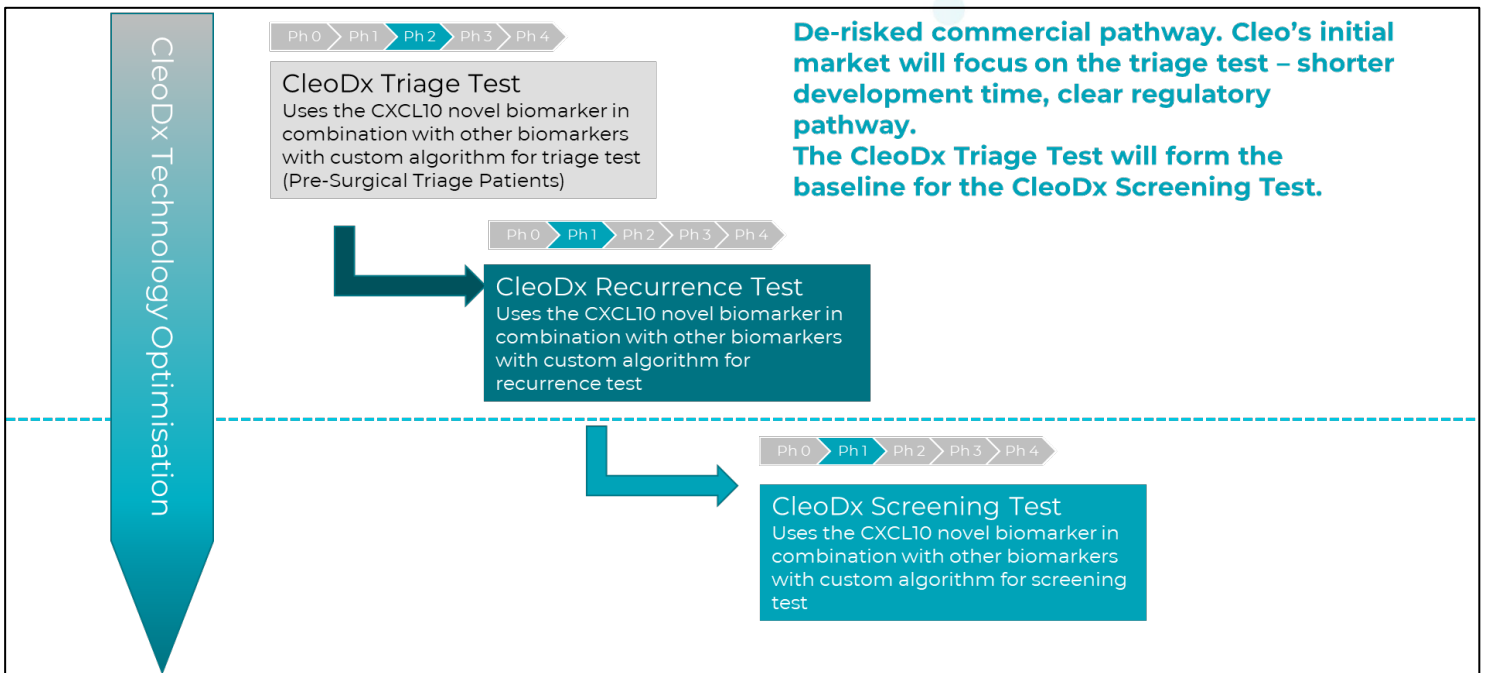 CleoDx Technology Optimisation
Ph 0 Ph 1 Ph 2 Ph 3 Ph 4
CleoDx Triage Test
Uses the CXCL10 novel biomarker in
combination with other biomarkers
with custom algorithm for triage test
(Pre-Surgical Triage Patients)
De-risked commercial pathway. Cleo's initial
market will focus on the triage test – shorter
development time, clear regulatory
pathway.
The CleoDx Triage Test will form the
baseline for the CleoDx Screening Test.
Ph 0 Ph 1 Ph 2 Ph 3 Ph 4
CleoDx Recurrence Test
Uses the CXCL10 novel biomarker in
combination with other biomarkers
with custom algorithm for
recurrence test
Ph 0 Ph 1 Ph 2 Ph 3 Ph 4
CleoDx Screening Test
Uses the CXCL10 novel biomarker in
combination with other biomarkers
with custom algorithm for screening
test